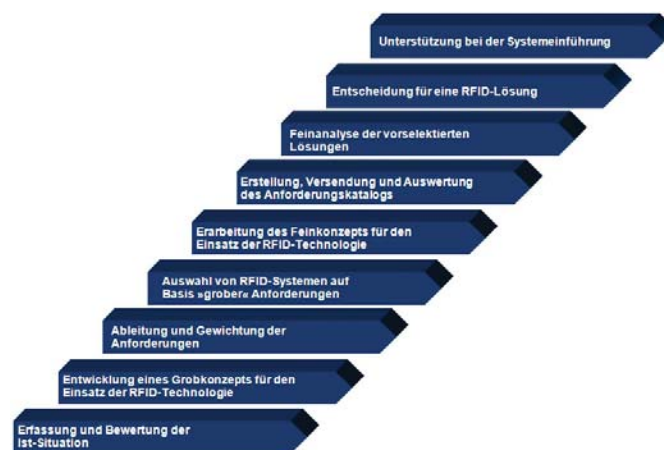 Unterstützung bei der Systemeinführung
Entscheidung für eine RFID-Lösung
Feinanalyse der vorselektierten
Lösungen
Erstellung, Versendung und Auswertung
des Anforderungskatalogs
Erarbeitung des Feinkonzepts für den
Einsatz der RFID-Technologie
Auswahl von RFID-Systemen auf
Basis »grober« Anforderungen
Ableitung und Gewichtung der
Anforderungen
Entwicklung eines Grobkonzepts für den
Einsatz der RFID-Technologie
Erfassung und Bewertung der
Ist-Situation